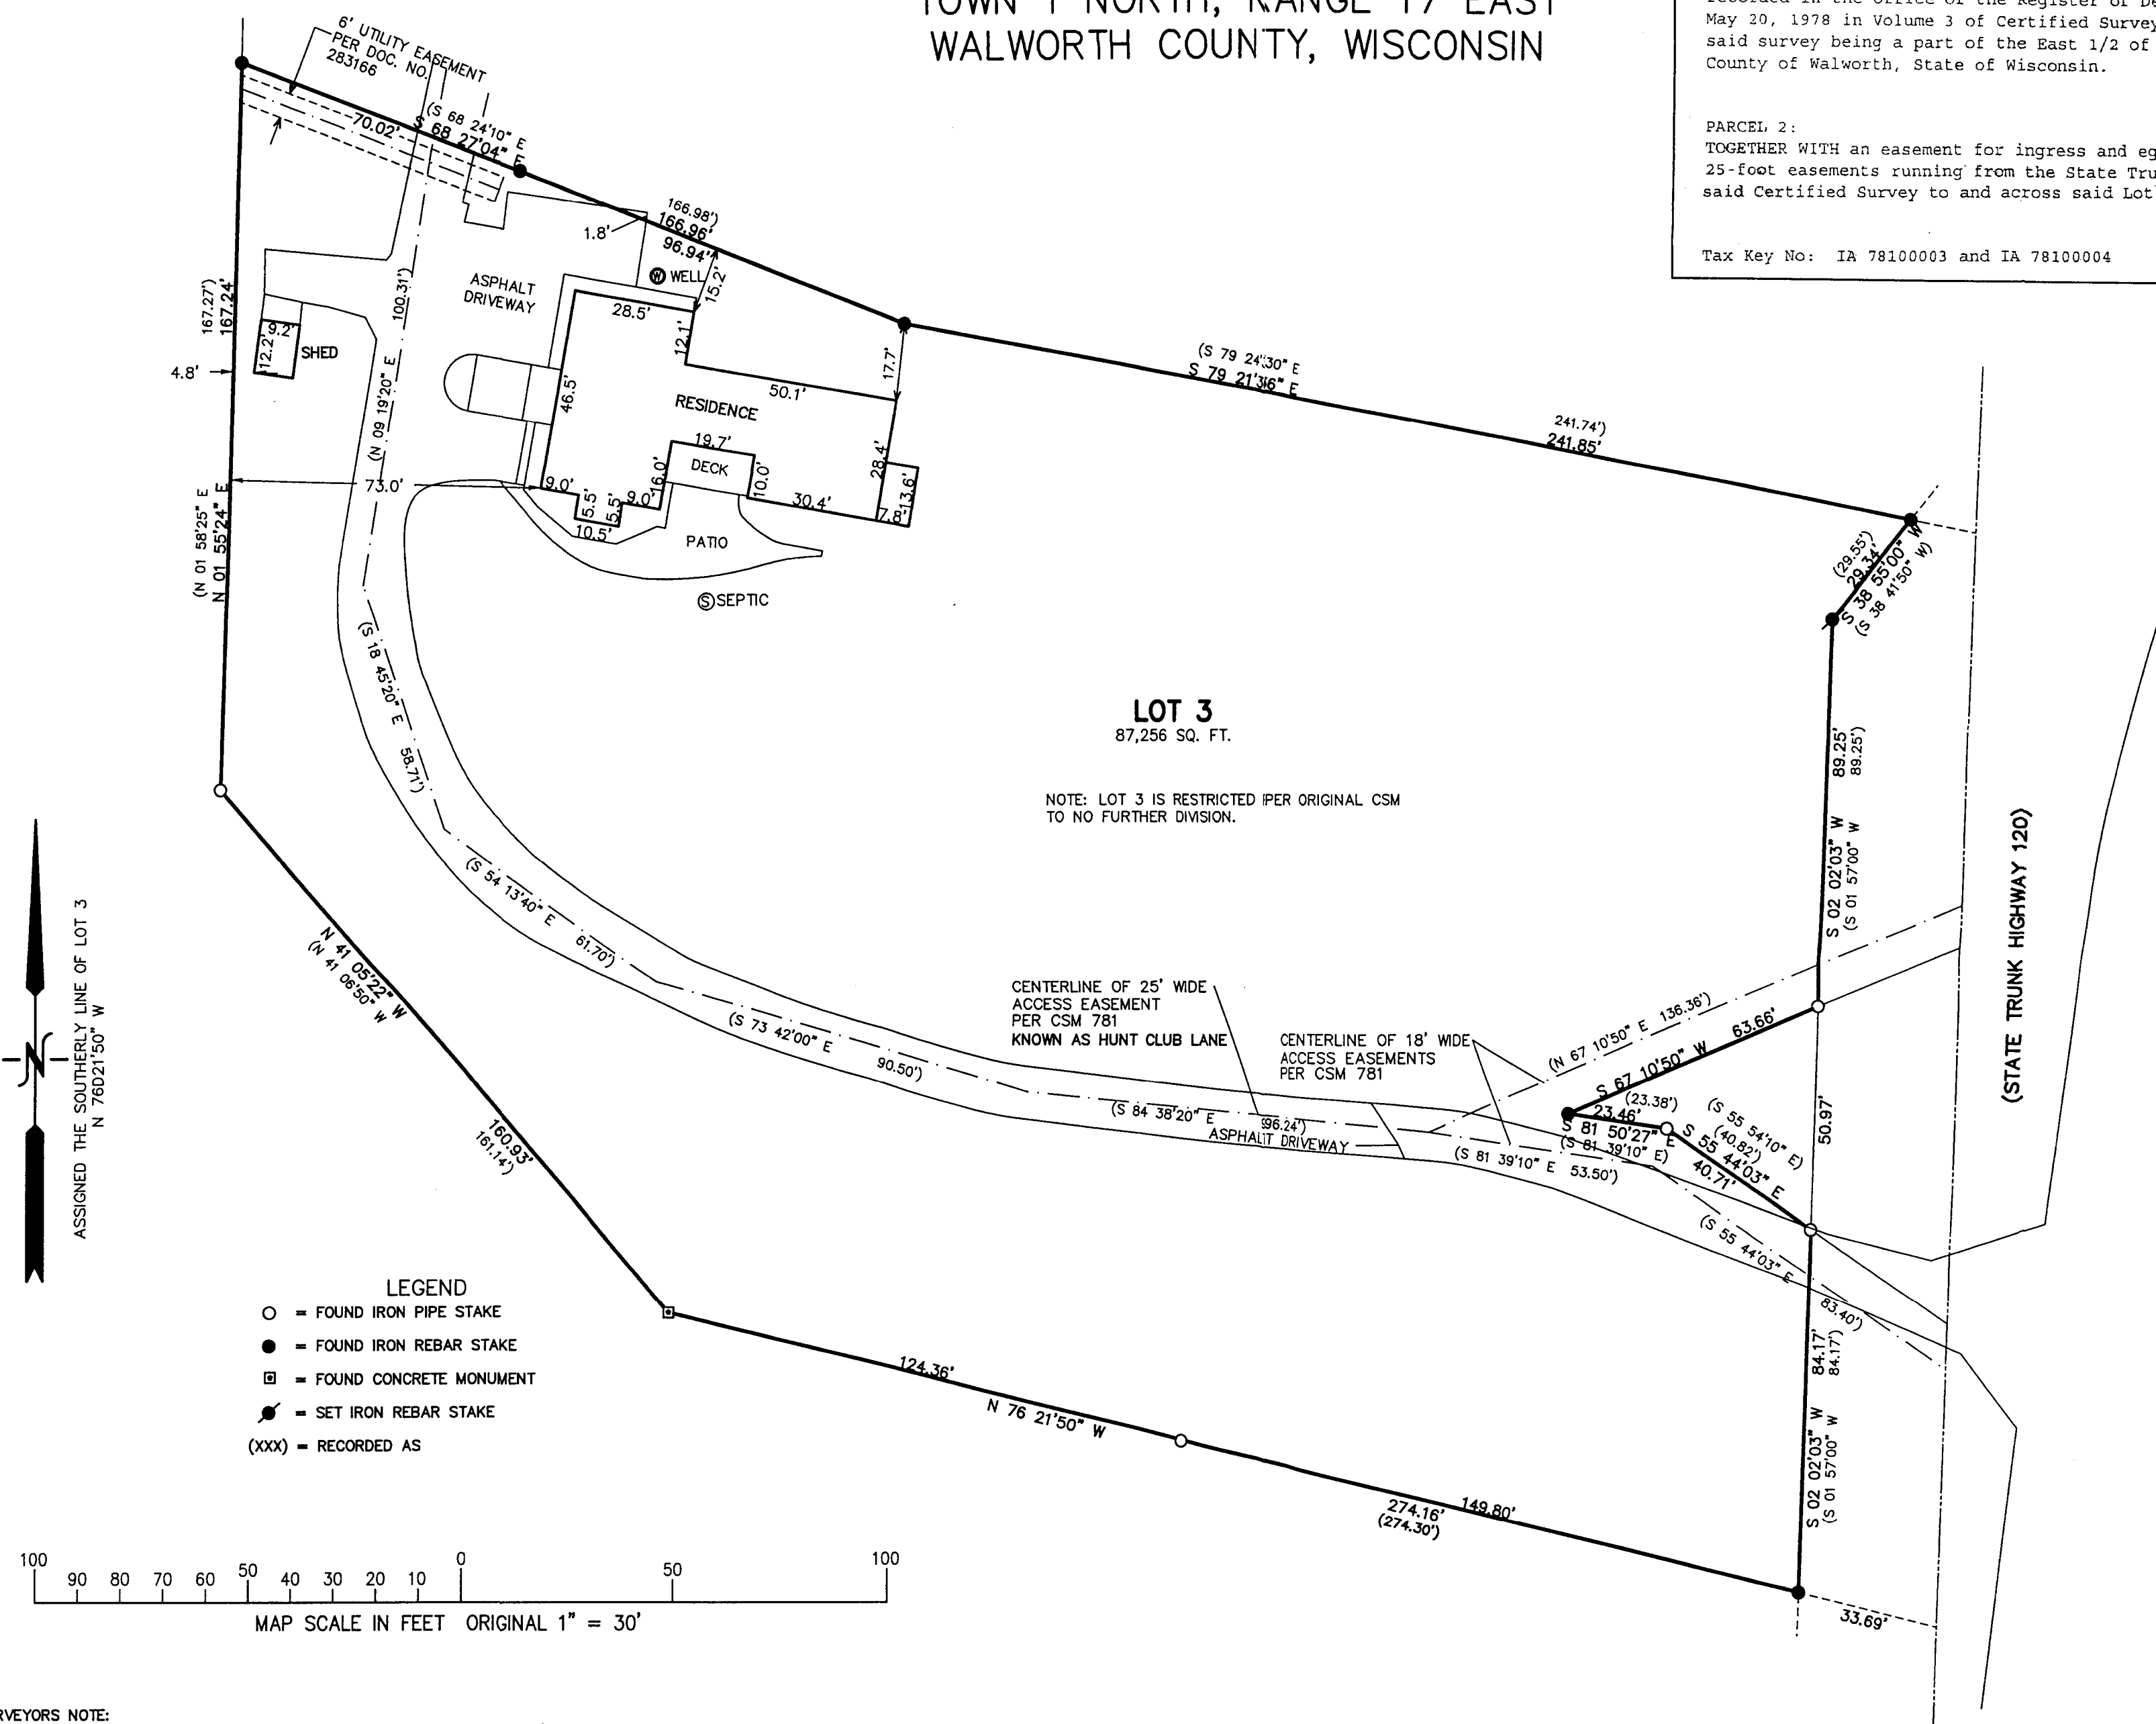 TOWN 1 NORTH, RANGE 17 EAST
WALWORTH COUNTY, WISCONSIN
May 20, 1978 in Volume 3 of Certified Survey
said survey being a part of the East 1/2 of
County of Walworth, State of Wisconsin.
PARCEL 2:
TOGETHER WITH an easement for ingress and
25-foot easements running from the State
said Certified Survey to and across said Lot
Tax Key No: IA 78100003 and IA 78100004
6' UTILITY EASEMENT
PER DOC. NO.
283166
(S 68 24'10" E
70.02'
S 68 27'04" E
166.98')
166.96'
96.94'
1.8'
WELL
15.2'
ASPHALT
DRIVEWAY
28.5'
12.1'
17.7'
50.1'
46.5'
RESIDENCE
19.7'
DECK
16.0'
10.0'
28.4'
13.6'
7.8'
30.4'
9.0'
5.5'
10.5'
5.5'
9.0'
PATIO
S SEPTIC
9.2'
12.2'
SHED
4.8'
73.0'
167.27')
167.24'
(N 01 58'25" E
N 01 55'24" E
100.31')
(N 09 19'20" E
(S 79 24'30" E
S 79 21'36" E
241.74')
241.85'
(29.55')
29.34'
S 38 55'00" W
(S 38 41'50" W)
89.25'
89.25')
S 02 02'03" W
(S 01 57'00" W
(STATE TRUNK HIGHWAY 120)
LOT 3
87,256 SQ. FT.
NOTE: LOT 3 IS RESTRICTED PER ORIGINAL CSM
TO NO FURTHER DIVISION.
(S 18 45'20" E
58.71')
(S 54 13'40" E
61.70')
(S 73 42'00" E
90.50')
(S 84 38'20" E
96.24')
ASPHALT DRIVEWAY
CENTERLINE OF 25' WIDE
ACCESS EASEMENT
PER CSM 781
KNOWN AS HUNT CLUB LANE
CENTERLINE OF 18' WIDE
ACCESS EASEMENTS
PER CSM 781
(N 67 10'50" E 136.36')
63.66'
S 67 10'50" W
(23.38')
23.46'
S 81 50'27" E
(S 81 39'10" E)
(S 81 39'10" E 53.50')
(S 55 54'10" E)
(40.82')
S 55 44'03" E
40.71'
50.97'
(S 55 44'03" E
83.40')
84.17'
84.17')
S 02 02'03" W
(S 01 57'00" W
33.69'
N 41 05'22" W
(N 41 06'50" W
160.93'
161.14')
124.36'
N 76 21'50" W
149.80'
274.16'
(274.30')
N
ASSIGNED THE SOUTHERLY LINE OF LOT 3
N 76D21'50" W
LEGEND
= FOUND IRON PIPE STAKE
= FOUND IRON REBAR STAKE
= FOUND CONCRETE MONUMENT
= SET IRON REBAR STAKE
(XXX) = RECORDED AS
100 90 80 70 60 50 40 30 20 10 0 50 100
MAP SCALE IN FEET ORIGINAL 1" = 30'
RVEYORS NOTE: